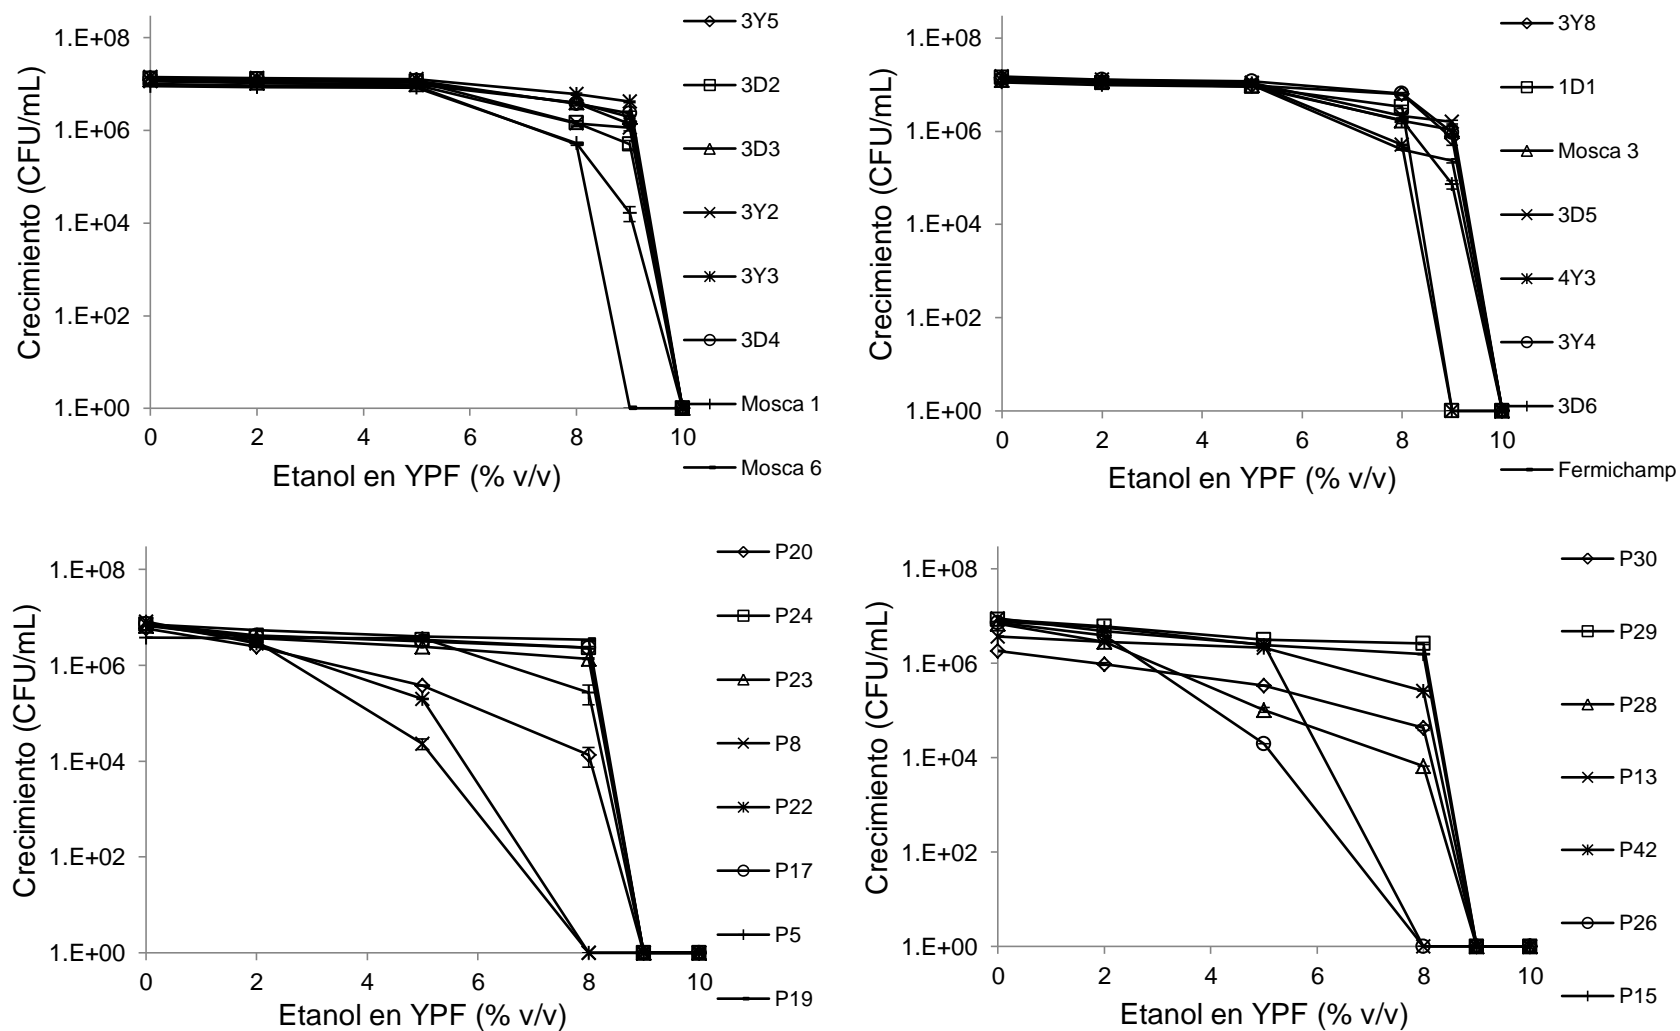 Crecimiento (CFU/mL)
1.E+08
1.E+06
1.E+04
1.E+02
1.E+00
0 2 4 6 8 10
Etanol en YPF (% v/v)
3Y5
3D2
3D3
3Y2
3Y3
3D4
Mosca 1
Mosca 6
Crecimiento (CFU/mL)
1.E+08
1.E+06
1.E+04
1.E+02
1.E+00
0 2 4 6 8 10
Etanol en YPF (% v/v)
3Y8
1D1
Mosca 3
3D5
4Y3
3Y4
3D6
Fermichamp
Crecimiento (CFU/mL)
1.E+08
1.E+06
1.E+04
1.E+02
1.E+00
0 2 4 6 8 10
Etanol en YPF (% v/v)
P20
P24
P23
P8
P22
P17
P5
P19
Crecimiento (CFU/mL)
1.E+08
1.E+06
1.E+04
1.E+02
1.E+00
0 2 4 6 8 10
Etanol en YPF (% v/v)
P30
P29
P28
P13
P42
P26
P15